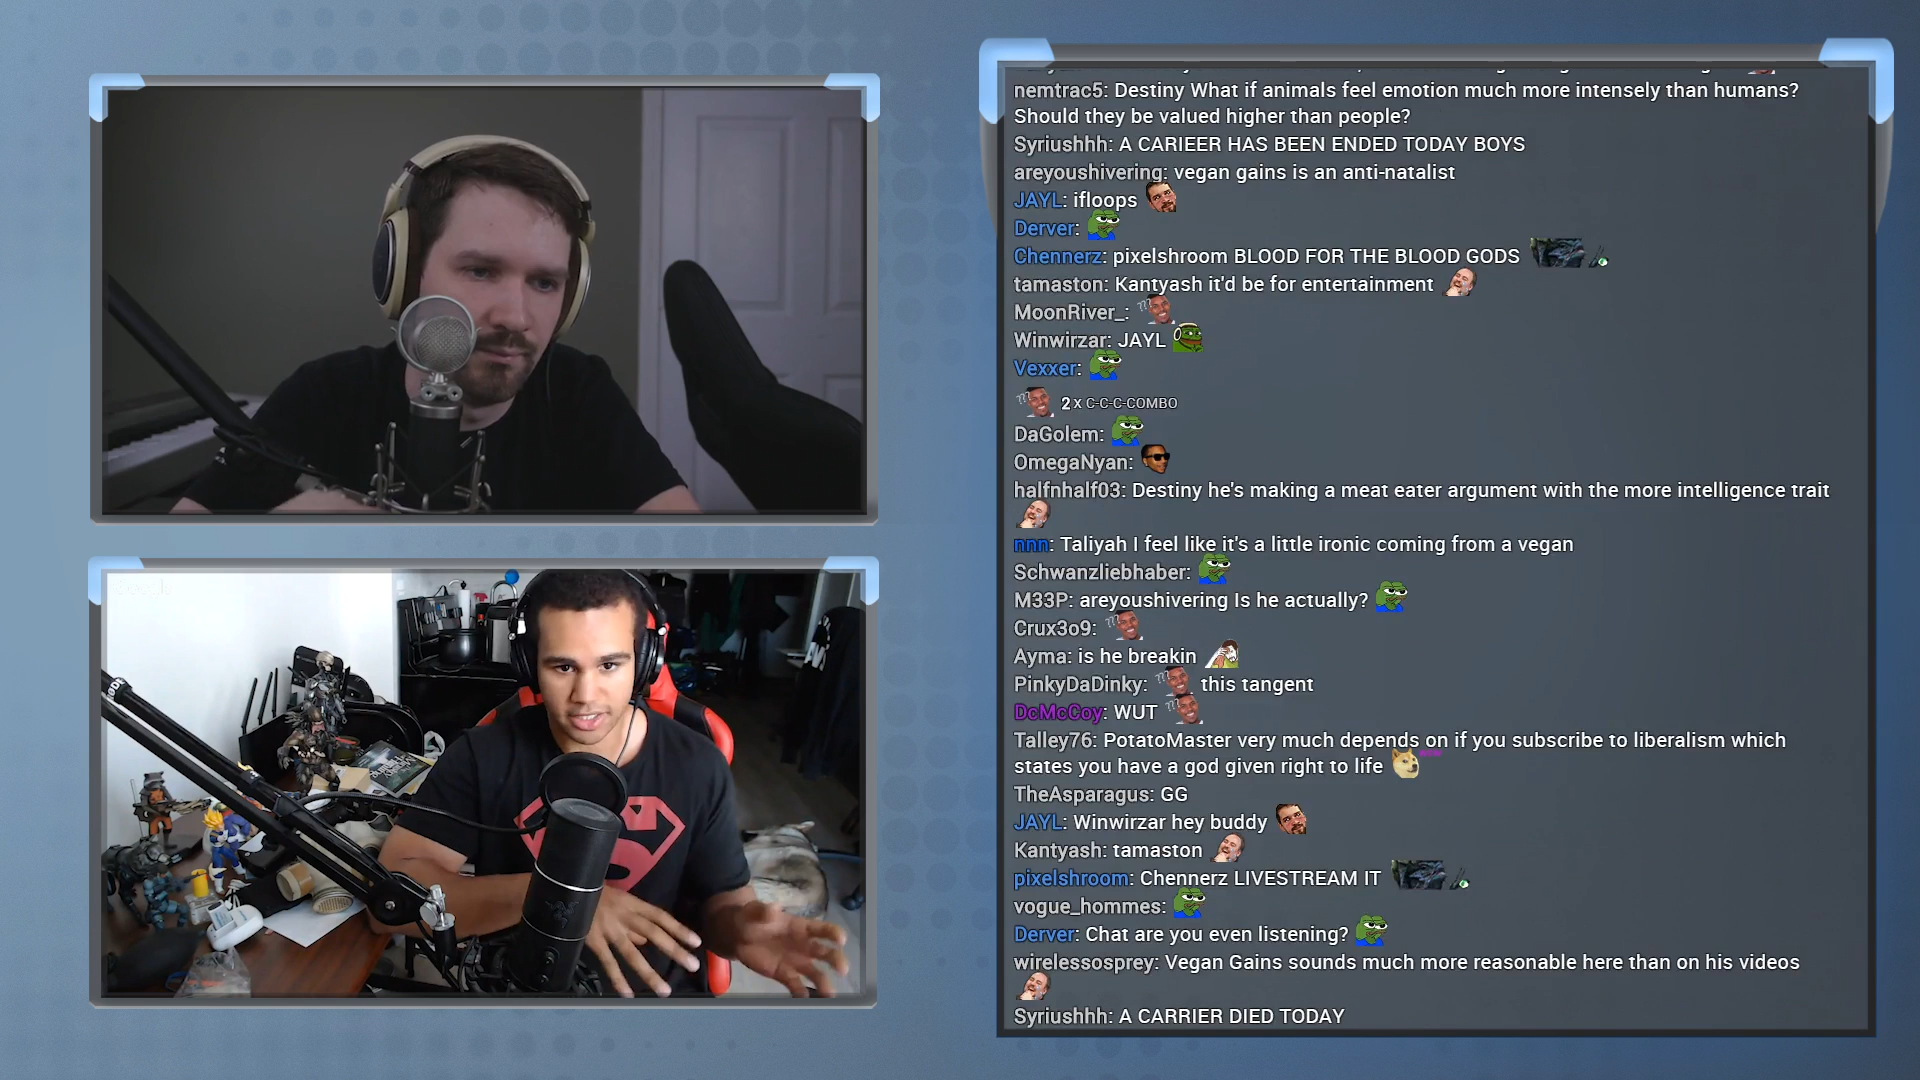 nemtrac5: Destiny What if animals feel emotion much more intensely than humans?
Should they be valued higher than people?
Syriushhh: A CARIEER HAS BEEN ENDED TODAY BOYS
areyoushivering: vegan gains is an anti-natalist
JAYL: ifloops
Derver:
Chennerz: pixelshroom BLOOD FOR THE BLOOD GODS
tamaston: Kantyash it'd be for entertainment
MoonRiver_:
Winwirzar: JAYL
Vexxer:
2 x C-C-C-COMBO
DaGolem:
OmegaNyan:
halfnhalf03: Destiny he's making a meat eater argument with the more intelligence trait
nnn: Taliyah I feel like it's a little ironic coming from a vegan
Schwanzliebhaber:
M33P: areyoushivering Is he actually?
Crux3o9:
Ayma: is he breakin
PinkyDaDinky: this tangent
DcMcCoy: WUT
Talley76: PotatoMaster very much depends on if you subscribe to liberalism which
states you have a god given right to life
TheAsparagus: GG
JAYL: Winwirzar hey buddy
Kantyash: tamaston
pixelshroom: Chennerz LIVESTREAM IT
vogue_hommes:
Derver: Chat are you even listening?
wirelessosprey: Vegan Gains sounds much more reasonable here than on his videos
Syriushhh: A CARRIER DIED TODAY